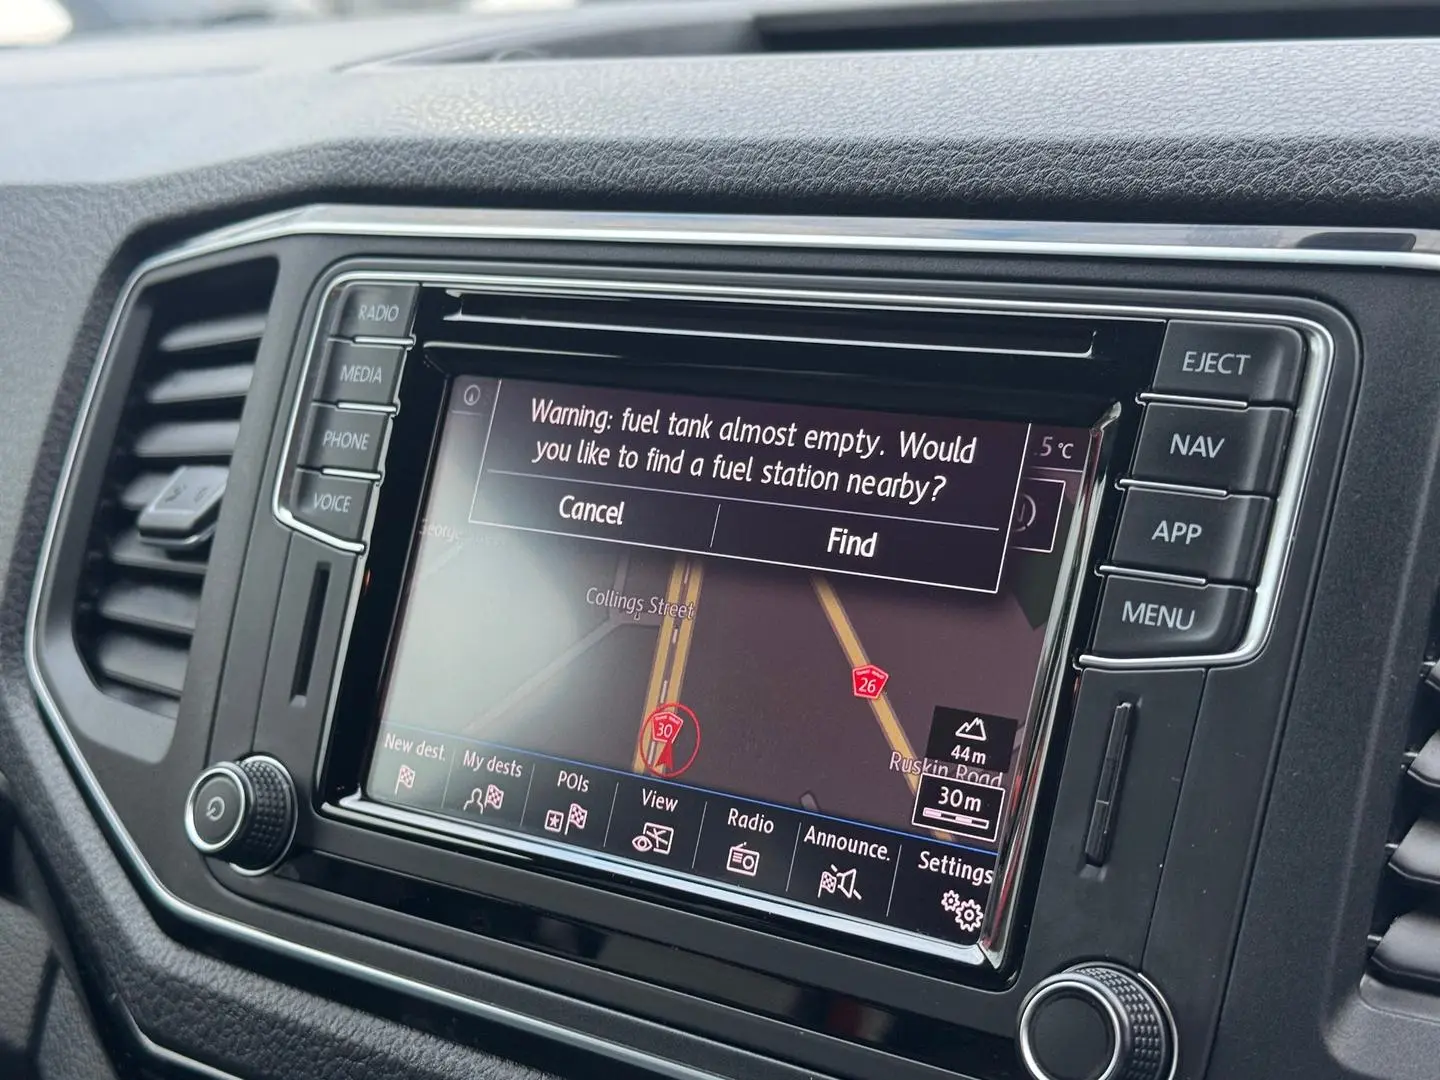 RADIO
MEDIA
PHONE
VOICE
EJECT
NAV
APP
MENU
Warning: fuel tank almost empty. Would
you like to find a fuel station nearby?
Cancel
Find
5 °C
George
Collings Street
26
30
44m
Ruskin Road
30m
New dest.
My dests
POIs
View
Radio
Announce.
Settings